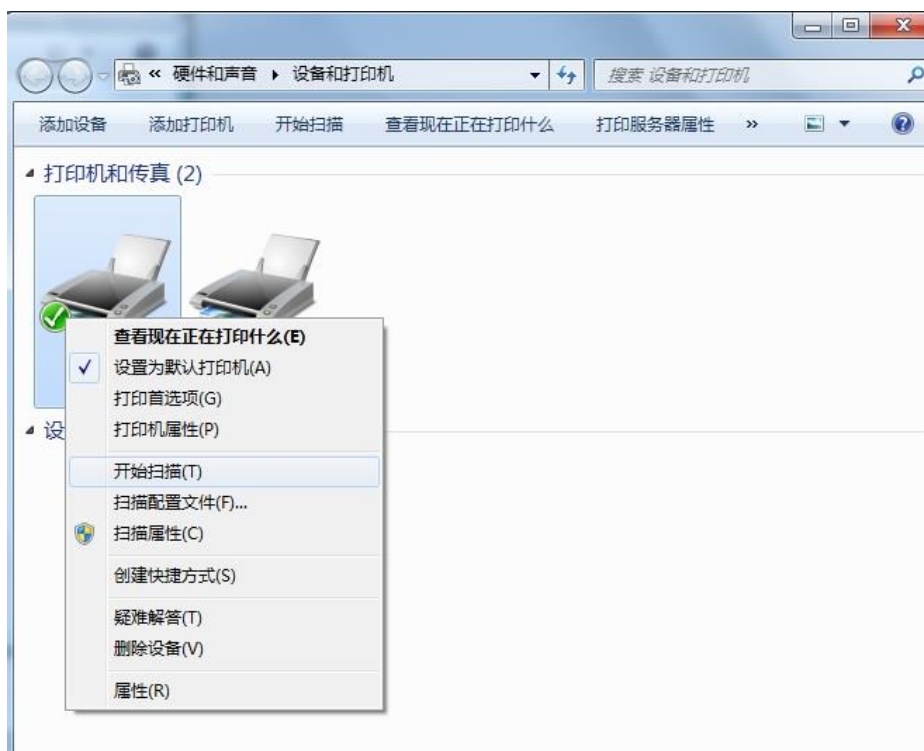 « 硬件和声音 ▸ 设备和打印机
搜索 设备和打印机
添加设备 添加打印机 开始扫描 查看现在正在打印什么 打印服务器属性 »
打印机和传真 (2)
查看现在正在打印什么(E)
设置为默认打印机(A)
打印首选项(G)
打印机属性(P)
设
开始扫描(T)
扫描配置文件(F)...
扫描属性(C)
创建快捷方式(S)
疑难解答(T)
删除设备(V)
属性(R)